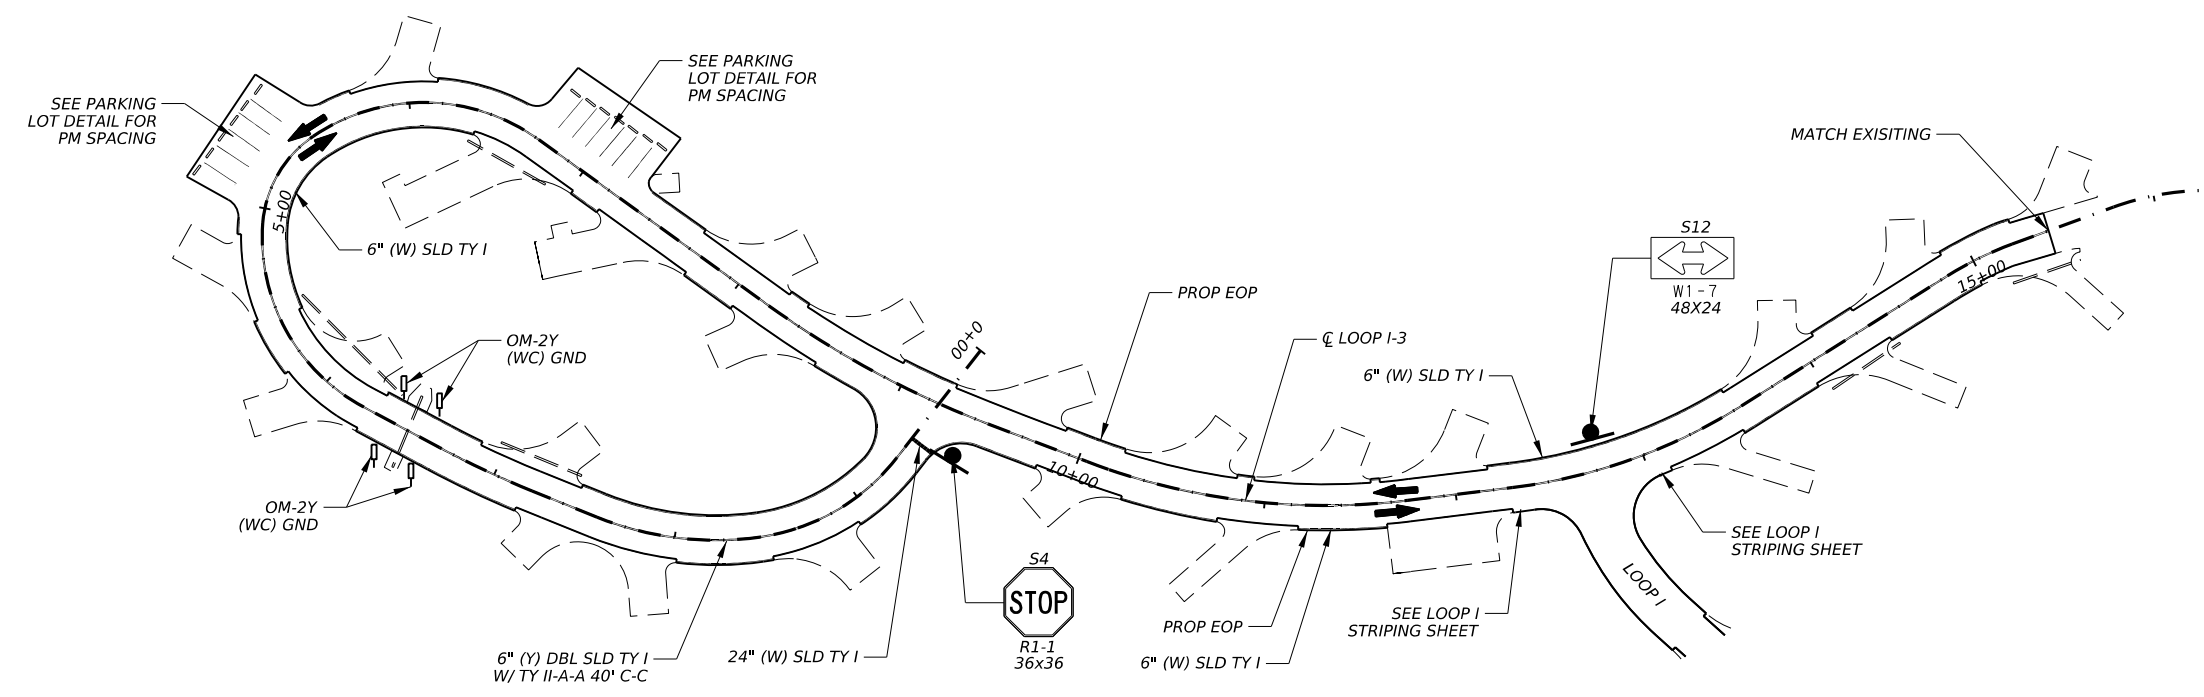 SEE PARKING
LOT DETAIL FOR
PM SPACING
SEE PARKING
LOT DETAIL FOR
PM SPACING
MATCH EXISITING
5+00
6" (W) SLD TY I
S12
W1-7
48X24
15+00
PROP EOP
00+0
℄ LOOP I-3
OM-2Y
(WC) GND
6" (W) SLD TY I
10+00
OM-2Y
(WC) GND
SEE LOOP I
STRIPING SHEET
S4
STOP
R1-1
36x36
LOOP I
SEE LOOP I
STRIPING SHEET
PROP EOP
6" (W) SLD TY I
24" (W) SLD TY I
6" (Y) DBL SLD TY I
W/ TY II-A-A 40' C-C